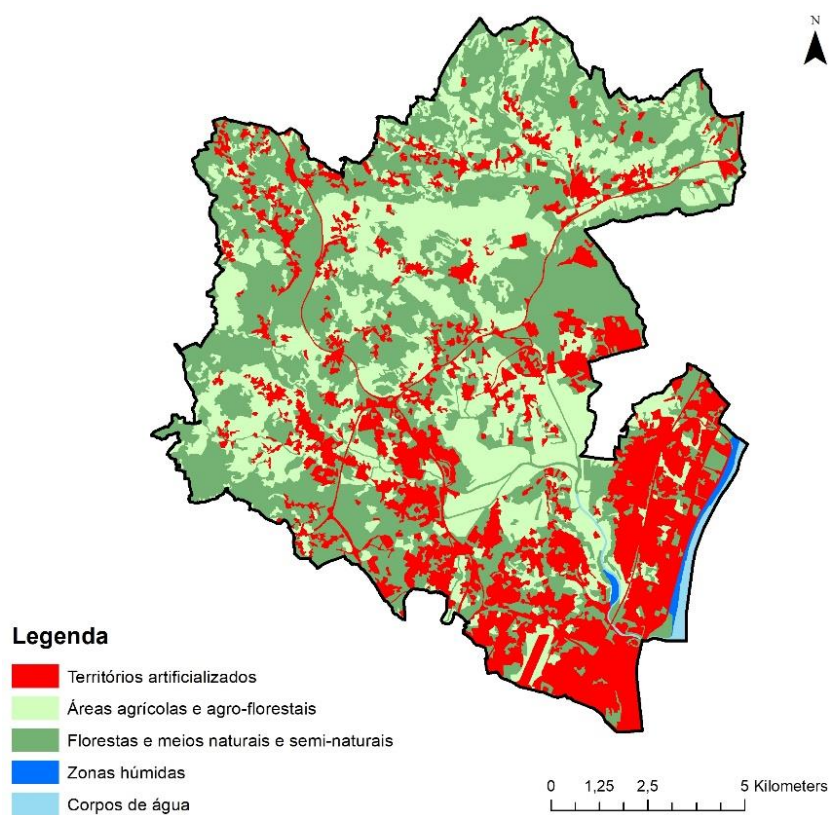 N
Legenda
Territórios artificializados
Áreas agrícolas e agro-florestais
Florestas e meios naturais e semi-naturais
Zonas húmidas
Corpos de água
0 1,25 2,5 5 Kilometers